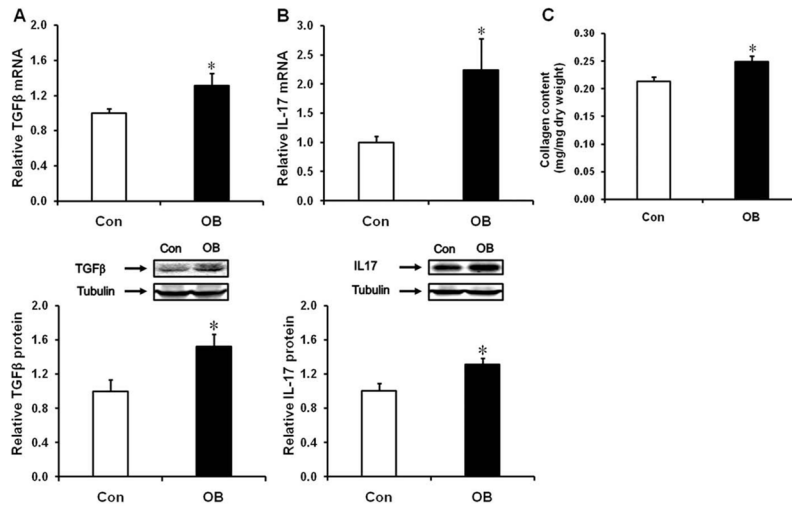 A
Relative TGFβ mRNA
2.0
1.6
1.2
0.8
0.4
0.0
*
Con OB
B
Relative IL-17 mRNA
3.0
2.5
2.0
1.5
1.0
0.5
0.0
*
Con OB
C
Collagen content
(mg/mg dry weight)
0.30
0.25
0.20
0.15
0.10
0.05
0.00
*
Con OB
Con OB
TGFβ
Tubulin
Relative TGFβ protein
2.0
1.6
1.2
0.8
0.4
0.0
*
Con OB
Con OB
IL17
Tubulin
Relative IL-17 protein
2.0
1.6
1.2
0.8
0.4
0.0
*
Con OB